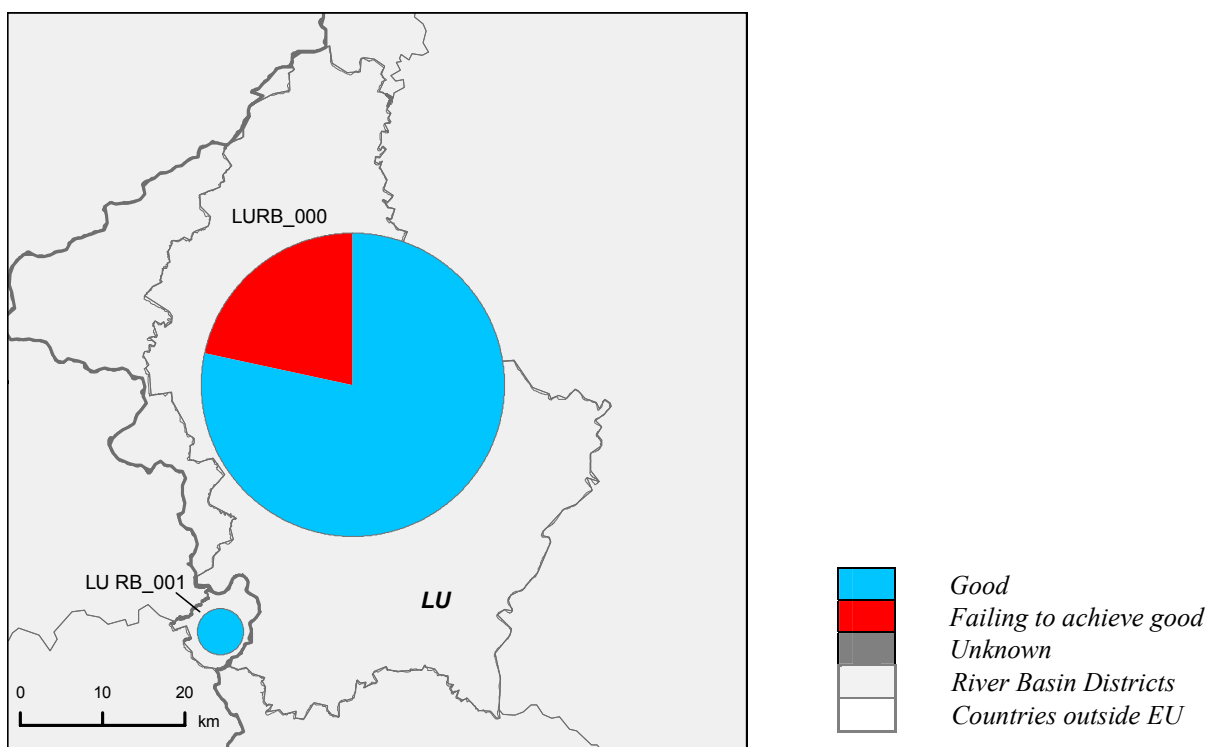 LURB_000
LU RB_001
LU
0 10 20
km
Good
Failing to achieve good
Unknown
River Basin Districts
Countries outside EU